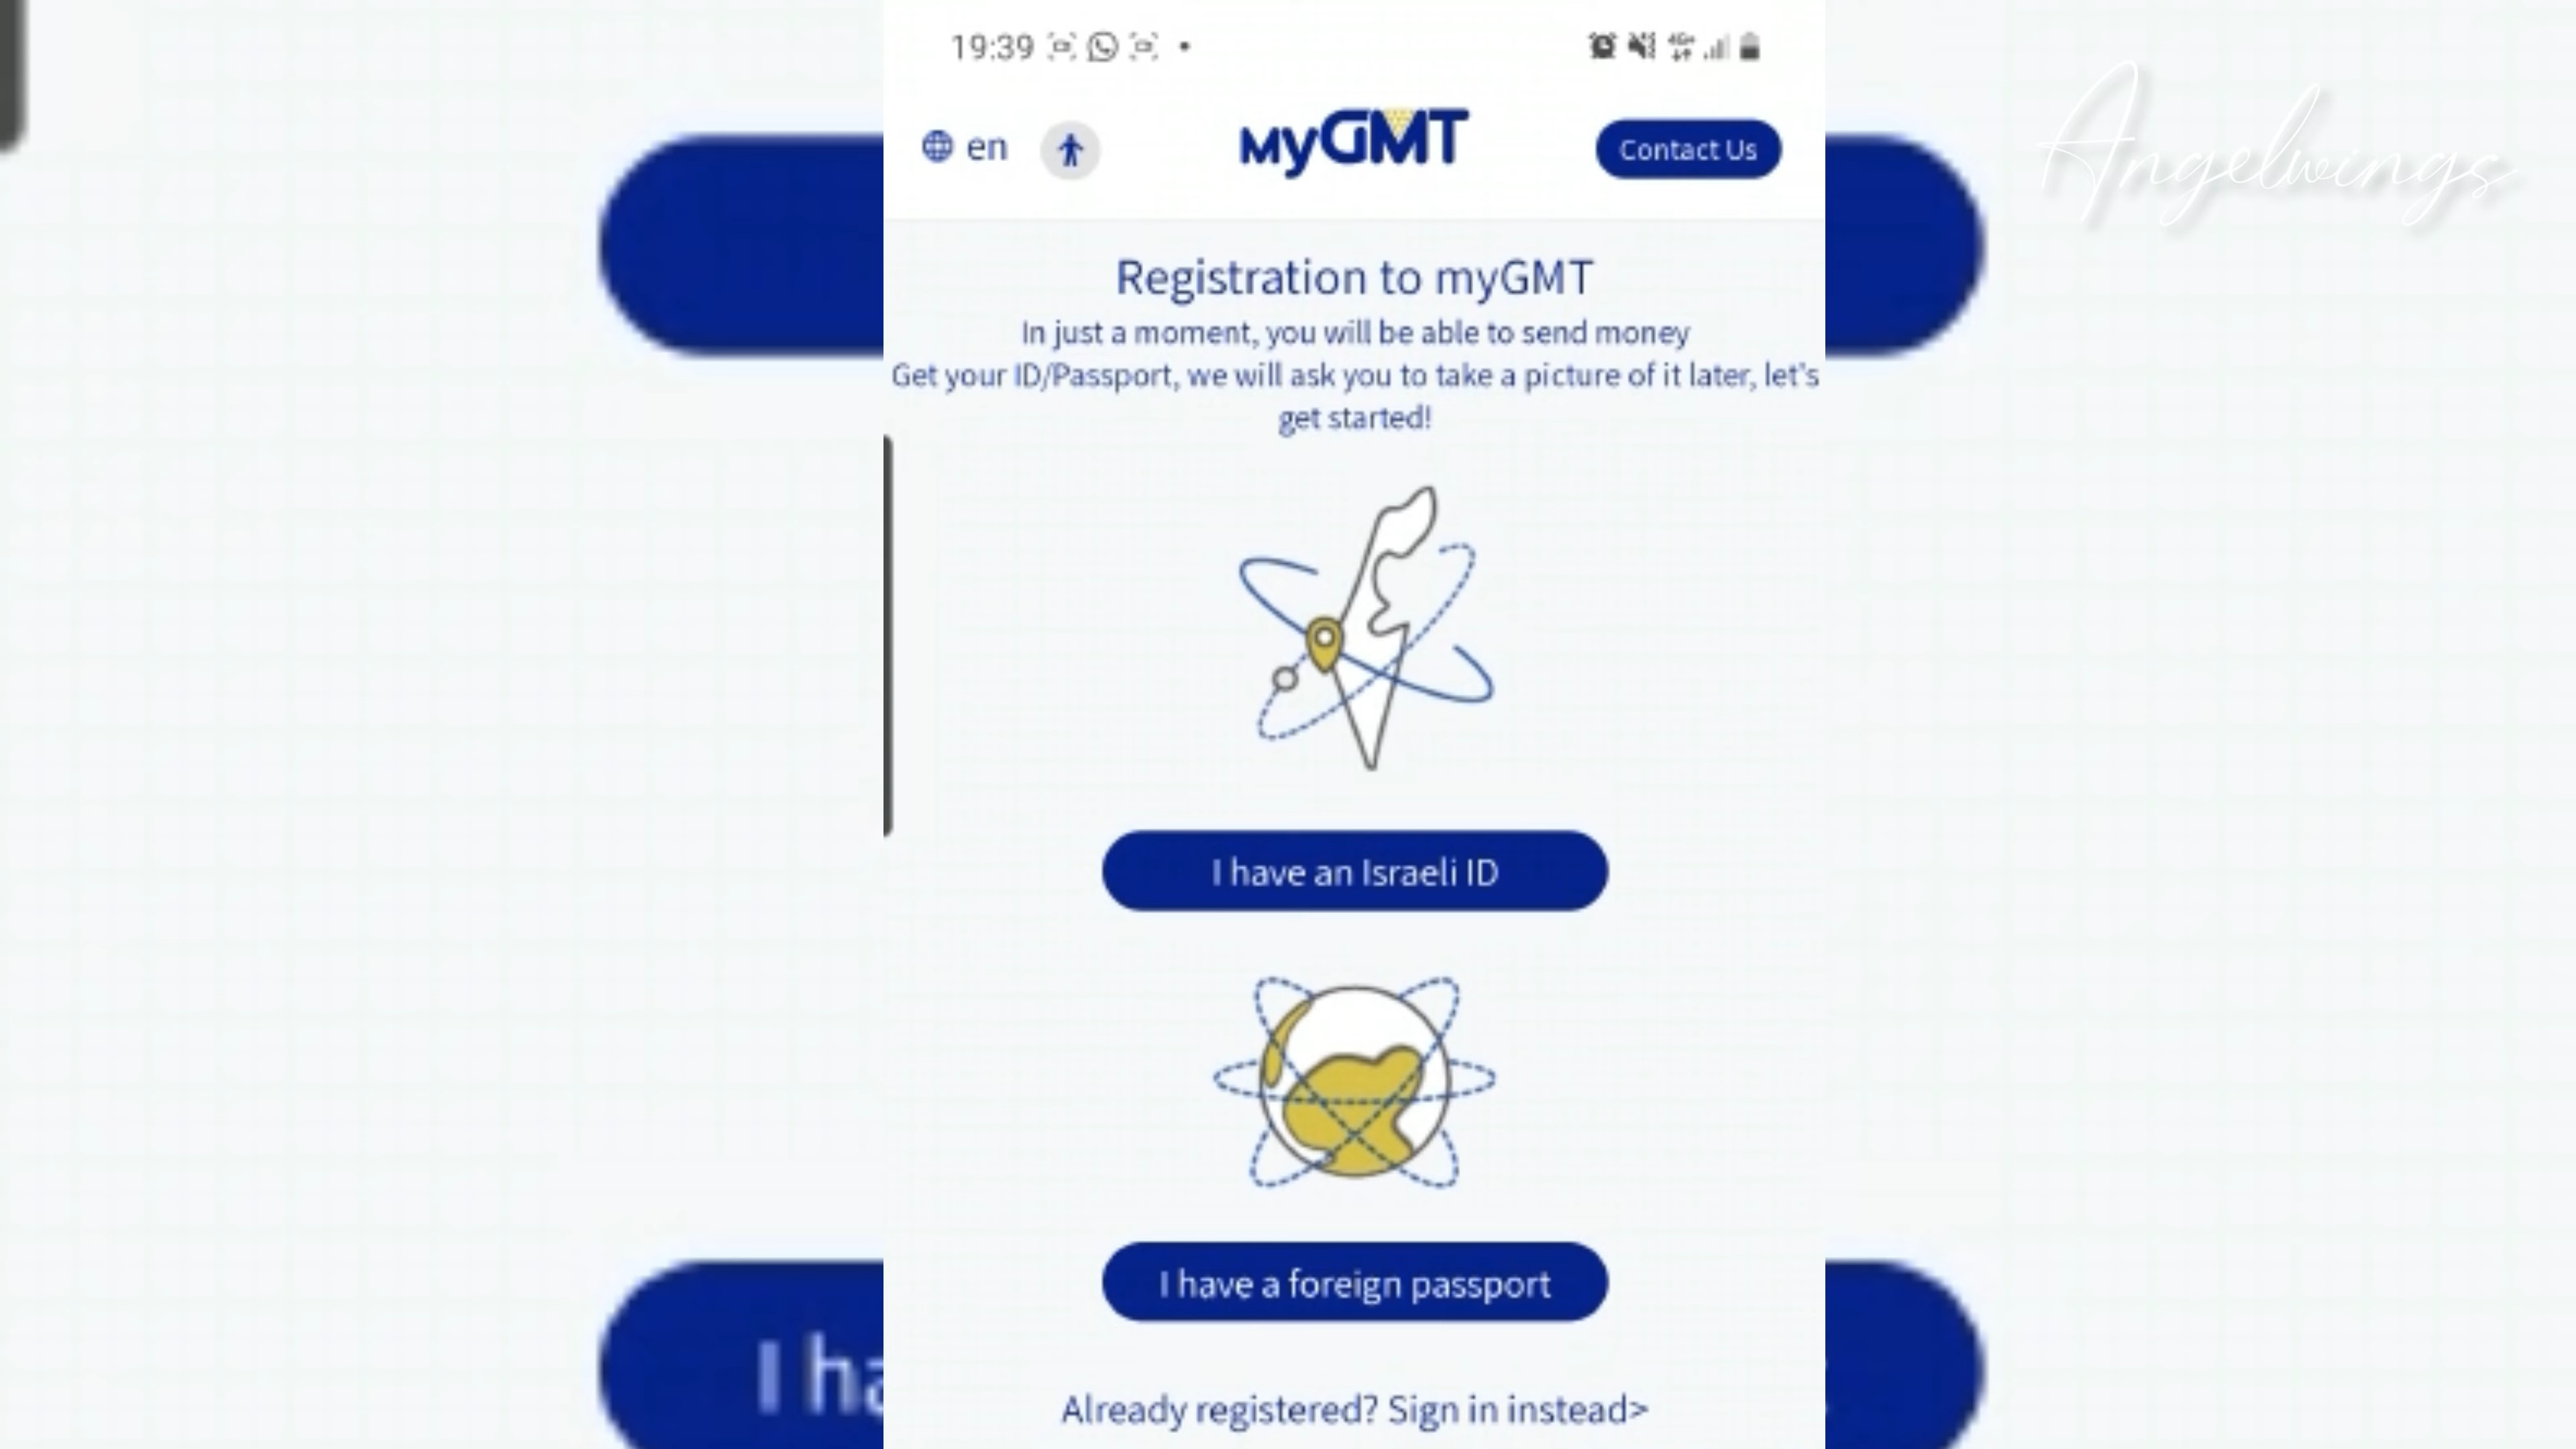 19:39
4G+
en
MyGMT
Contact Us
Angelwings
Registration to myGMT
In just a moment, you will be able to send money
Get your ID/Passport, we will ask you to take a picture of it later, let's
get started!
I have an Israeli ID
I have a foreign passport
I ha
Already registered? Sign in instead>